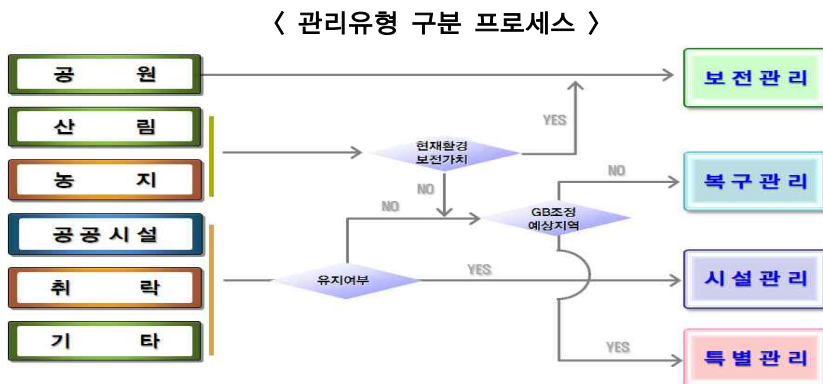 < 관리유형 구분 프로세스 >
공 원
보전관리
산 림
YES
현재환경
보전가치
농 지
NO
NO
복구관리
NO
GB조정
예상지역
공공시설
취 락
유지여부
YES
시설관리
기 타
YES
특별관리